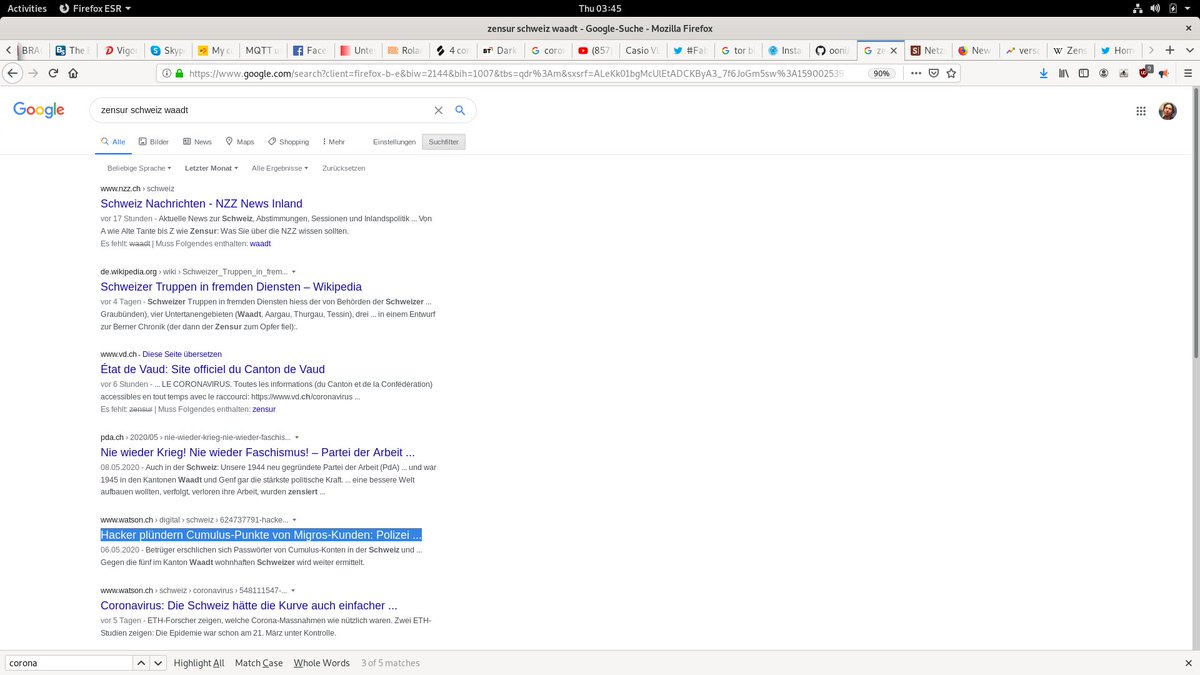 Activities Firefox ESR Thu 03:45
zensur schweiz waadt - Google-Suche - Mozilla Firefox
BRA The E Vigor Skyp My c MQTT u Face Unte Rolan 4 con Dark coro (857) Casio VL #Fab tor bl Insta ooni/ ze Netz New versc Zens Hom
https://www.google.com/search?client=firefox-b-e&biw=2144&bih=1007&tbs=qdr%3Am&sxsrf=ALeKk01bgMcUlEtADCKByA3_7f6JoGm5sw%3A159002539 90%
Google zensur schweiz waadt
Alle Bilder News Maps Shopping Mehr Einstellungen Suchfilter
Beliebige Sprache Letzter Monat Alle Ergebnisse Zurücksetzen
www.nzz.ch › schweiz
Schweiz Nachrichten - NZZ News Inland
vor 17 Stunden - Aktuelle News zur Schweiz, Abstimmungen, Sessionen und Inlandspolitik ... Von
A wie Alte Tante bis Z wie Zensur: Was Sie über die NZZ wissen sollten.
Es fehlt: waadt | Muss Folgendes enthalten: waadt
de.wikipedia.org › wiki › Schweizer_Truppen_in_frem...
Schweizer Truppen in fremden Diensten – Wikipedia
vor 4 Tagen - Schweizer Truppen in fremden Diensten hiess der von Behörden der Schweizer ...
Graubünden), vier Untertanengebieten (Waadt, Aargau, Thurgau, Tessin), drei ... in einem Entwurf
zur Berner Chronik (der dann der Zensur zum Opfer fiel):.
www.vd.ch - Diese Seite übersetzen
État de Vaud: Site officiel du Canton de Vaud
vor 6 Stunden - ... LE CORONAVIRUS. Toutes les informations (du Canton et de la Confédération)
accessibles en tout temps avec le raccourci: https://www.vd.ch/coronavirus ...
Es fehlt: zensur | Muss Folgendes enthalten: zensur
pda.ch › 2020/05 › nie-wieder-krieg-nie-wieder-faschis...
Nie wieder Krieg! Nie wieder Faschismus! – Partei der Arbeit ...
08.05.2020 - Auch in der Schweiz: Unsere 1944 neu gegründete Partei der Arbeit (PdA) ... und war
1945 in den Kantonen Waadt und Genf gar die stärkste politische Kraft. ... eine bessere Welt
aufbauen wollten, verfolgt, verloren ihre Arbeit, wurden zensiert ...
www.watson.ch › digital › schweiz › 624737791-hacke...
Hacker plündern Cumulus-Punkte von Migros-Kunden: Polizei ...
06.05.2020 - Betrüger erschlichen sich Passwörter von Cumulus-Konten in der Schweiz und ...
Gegen die fünf im Kanton Waadt wohnhaften Schweizer wird weiter ermittelt.
www.watson.ch › schweiz › coronavirus › 548111547-...
Coronavirus: Die Schweiz hätte die Kurve auch einfacher ...
vor 5 Tagen - ETH-Forscher zeigen, welche Corona-Massnahmen wie nützlich waren. Zwei ETH-
Studien zeigen: Die Epidemie war schon am 21. März unter Kontrolle.
corona Highlight All Match Case Whole Words 3 of 5 matches